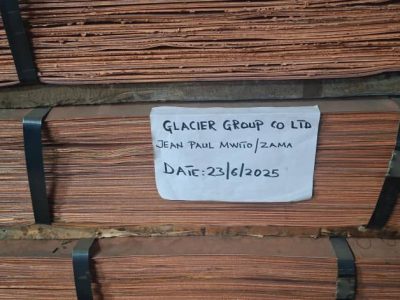 GLACIER GROUP CO LTD
JEAN PAUL MWITO/ZAMA
DATE: 23/6/2025